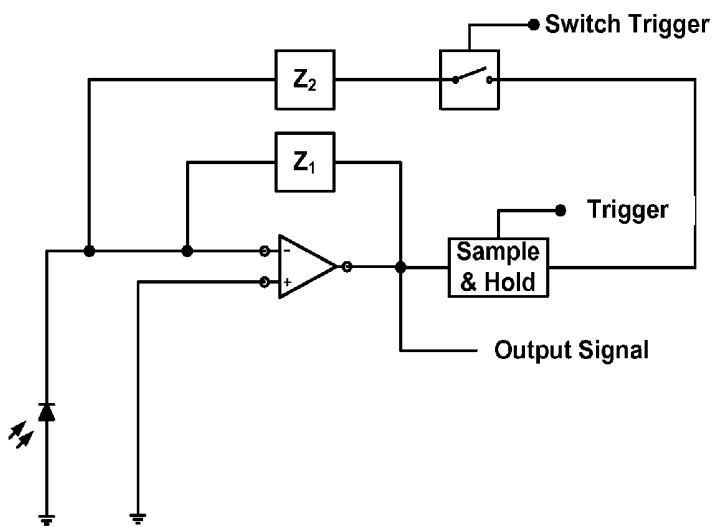 Switch Trigger
Z2
Z1
Trigger
-
+
Sample
& Hold
Output Signal